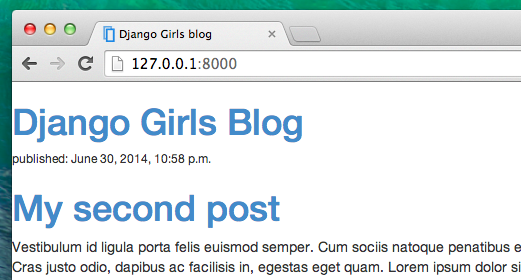 Django Girls blog
127.0.0.1:8000
Django Girls Blog
published: June 30, 2014, 10:58 p.m.
My second post
Vestibulum id ligula porta felis euismod semper. Cum sociis natoque penatibus e
Cras justo odio, dapibus ac facilisis in, egestas eget quam. Lorem ipsum dolor si